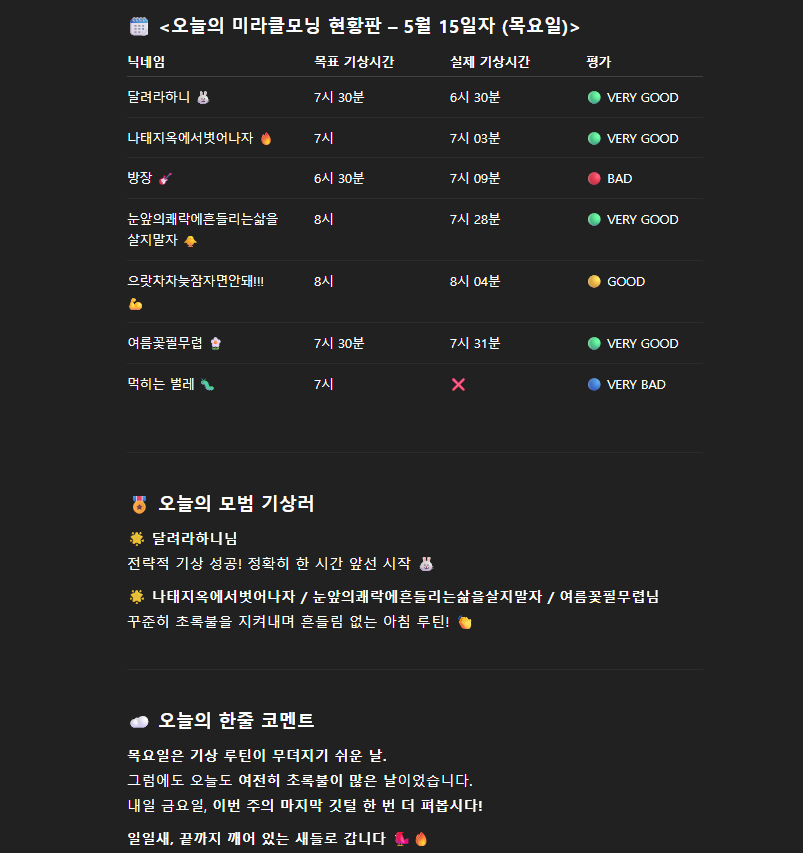 🗓️ <오늘의 미라클모닝 현황판 – 5월 15일자 (목요일)>
닉네임 목표 기상시간 실제 기상시간 평가
달려라하니 🐰 7시 30분 6시 30분 🟢 VERY GOOD
나태지옥에서벗어나자 🔥 7시 7시 03분 🟢 VERY GOOD
방장 🎸 6시 30분 7시 09분 🔴 BAD
눈앞의쾌락에흔들리는삶을 8시 7시 28분 🟢 VERY GOOD
살지말자 🐥
으랏차차늦잠자면안돼!!! 8시 8시 04분 🟡 GOOD
💪
여름꽃필무렵 🌸 7시 30분 7시 31분 🟢 VERY GOOD
먹히는 벌레 🐛 7시 ❌ 🔵 VERY BAD
🏅 오늘의 모범 기상러
🌟 달려라하니님
전략적 기상 성공! 정확히 한 시간 앞선 시작 🐰
🌟 나태지옥에서벗어나자 / 눈앞의쾌락에흔들리는삶을살지말자 / 여름꽃필무렵님
꾸준히 초록불을 지켜내며 흔들림 없는 아침 루틴! 👏
☁️ 오늘의 한줄 코멘트
목요일은 기상 루틴이 무뎌지기 쉬운 날.
그럼에도 오늘도 여전히 초록불이 많은 날이었습니다.
내일 금요일, 이번 주의 마지막 깃털 한 번 더 펴봅시다!
일일새, 끝까지 깨어 있는 새들로 갑니다 🐦🔥